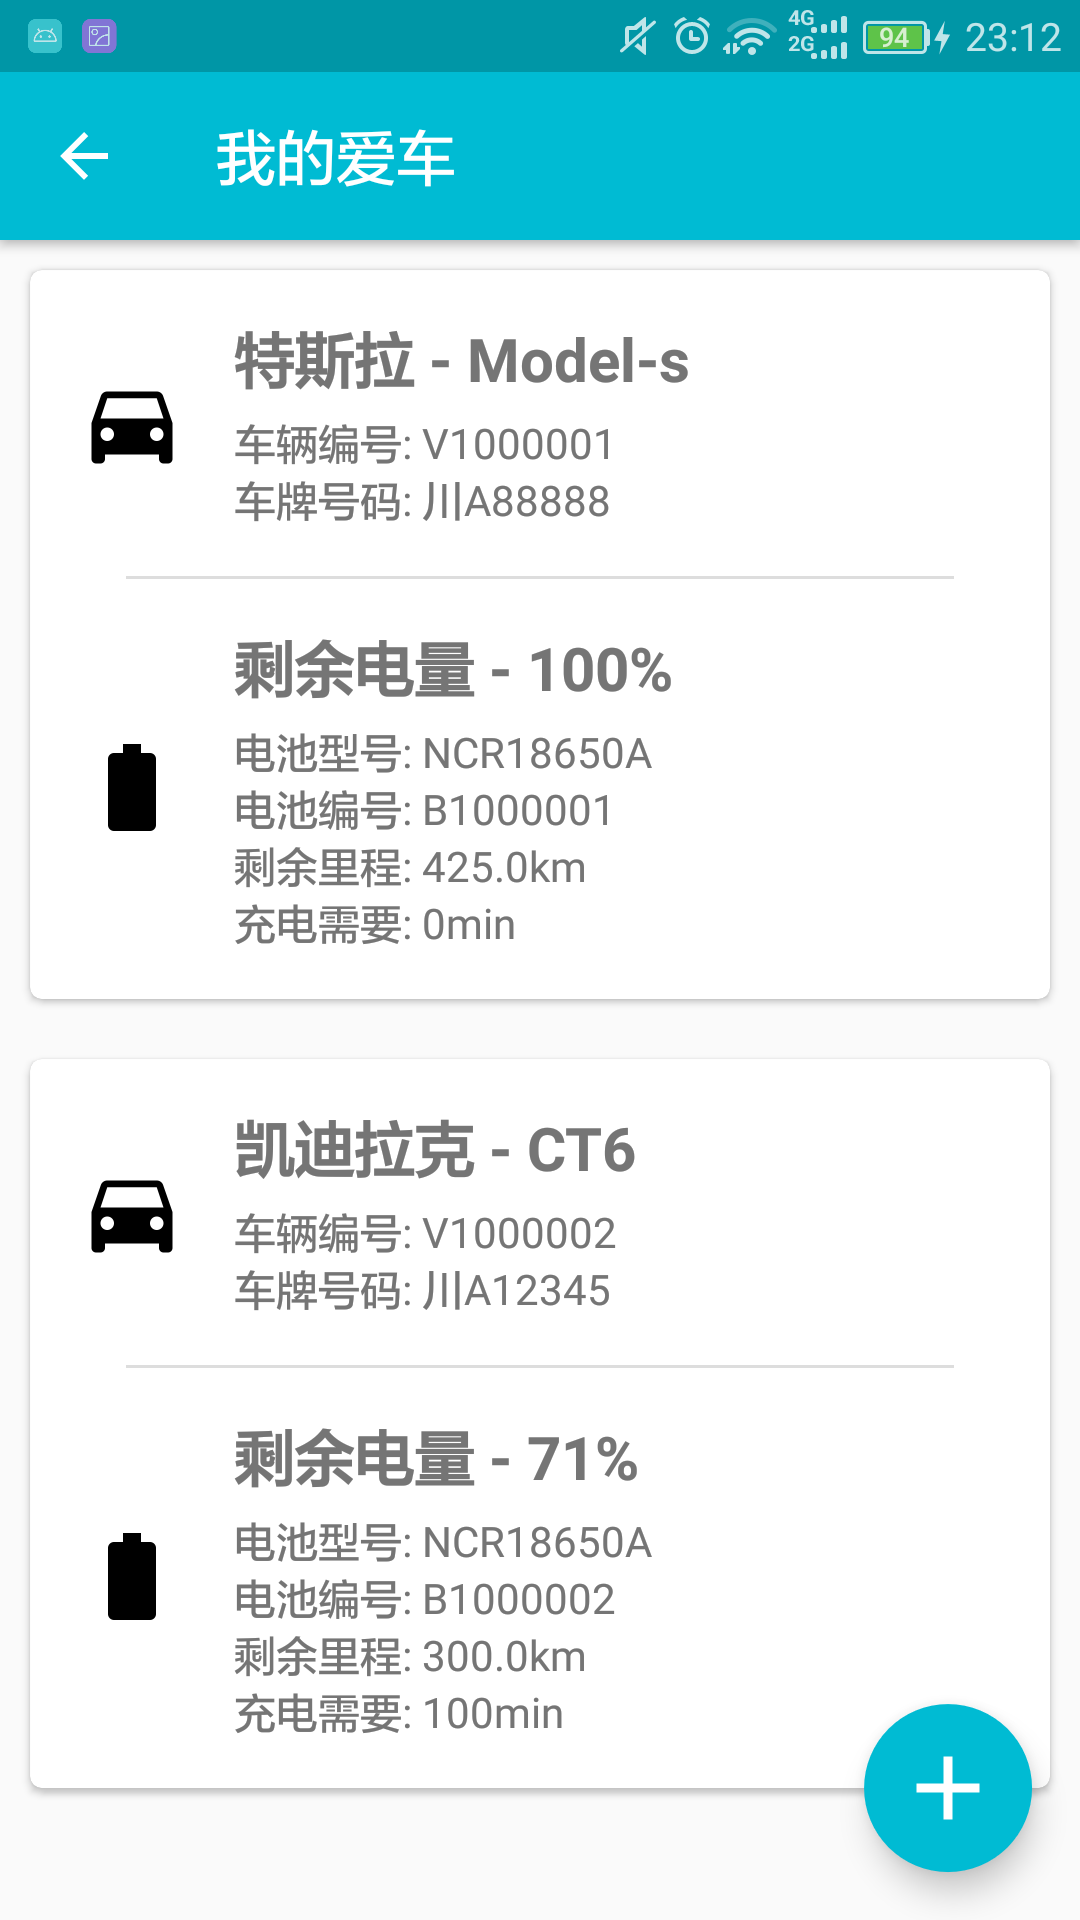 4G
2G
94
23:12
我的爱车
特斯拉 - Model-s
车辆编号: V1000001
车牌号码: 川A88888
剩余电量 - 100%
电池型号: NCR18650A
电池编号: B1000001
剩余里程: 425.0km
充电需要: 0min
凯迪拉克 - CT6
车辆编号: V1000002
车牌号码: 川A12345
剩余电量 - 71%
电池型号: NCR18650A
电池编号: B1000002
剩余里程: 300.0km
充电需要: 100min